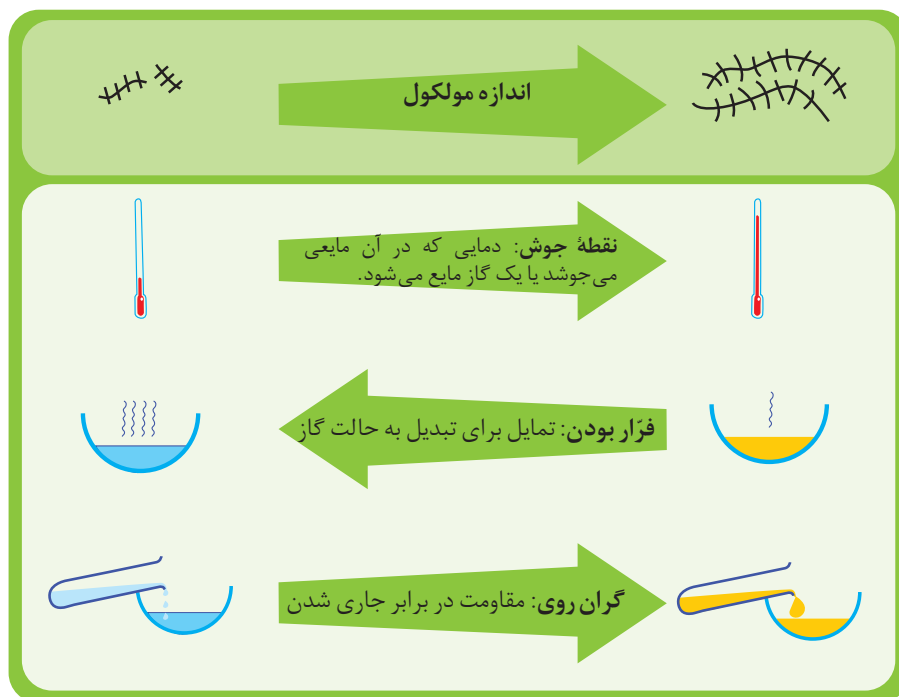 اندازه مولکول
نقطهٔ جوش: دمایی که در آن مایعی
می‌جوشد یا یک گاز مایع می‌شود.
فرّار بودن: تمایل برای تبدیل به حالت گاز
گران روی: مقاومت در برابر جاری شدن